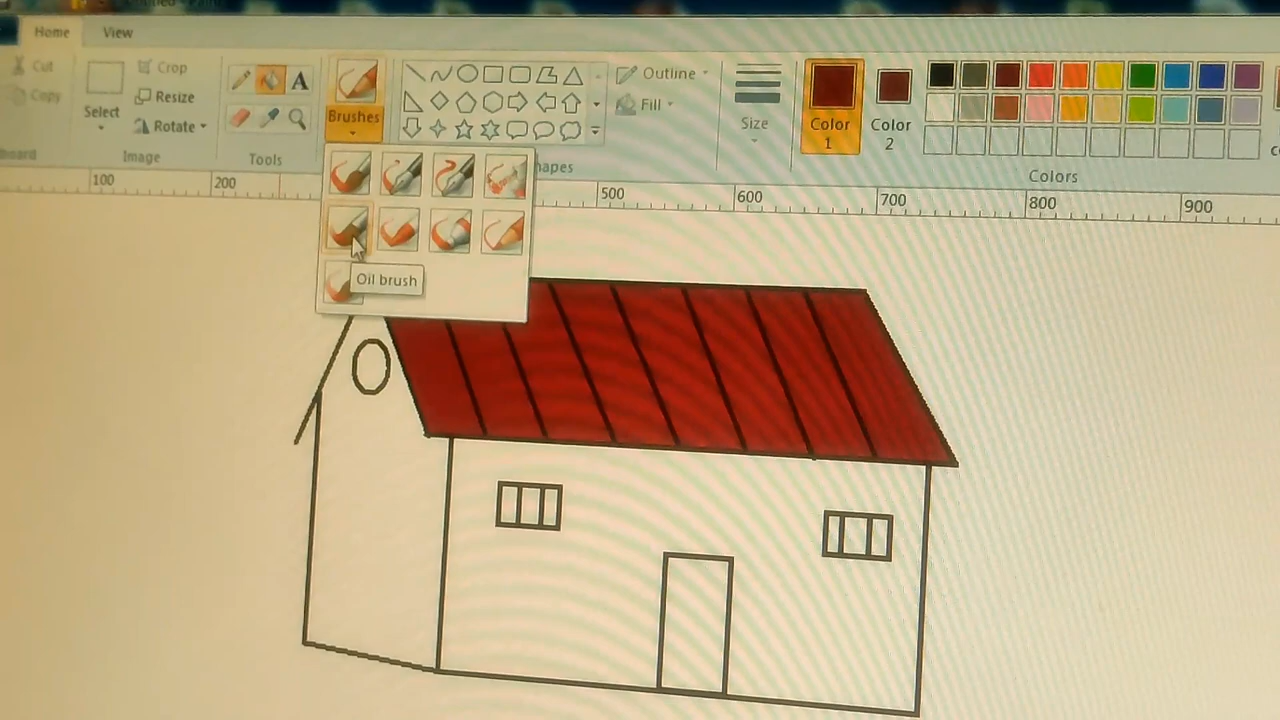 Home View
Cut
Copy
Select
Crop
Resize
Rotate
Image
A
Tools
Brushes
Outline
Fill
Size
Color 1
Color 2
Colors
100 200 500 600 700 800 900
Oil brush